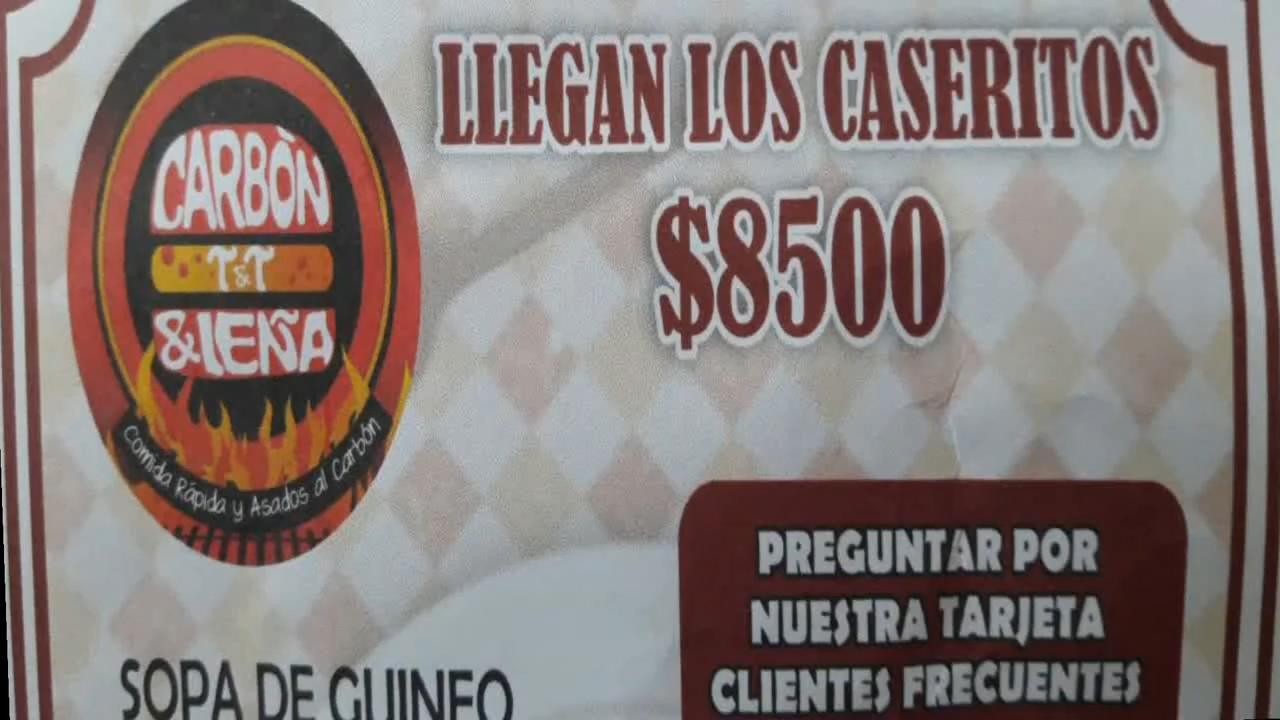 CARBÒN
T&T
&lEÑA
Comida Rápida y Asados al Carbón
LLEGAN LOS CASERITOS
$8500
PREGUNTAR POR
NUESTRA TARJETA
CLIENTES FRECUENTES
SOPA DE GUINEO